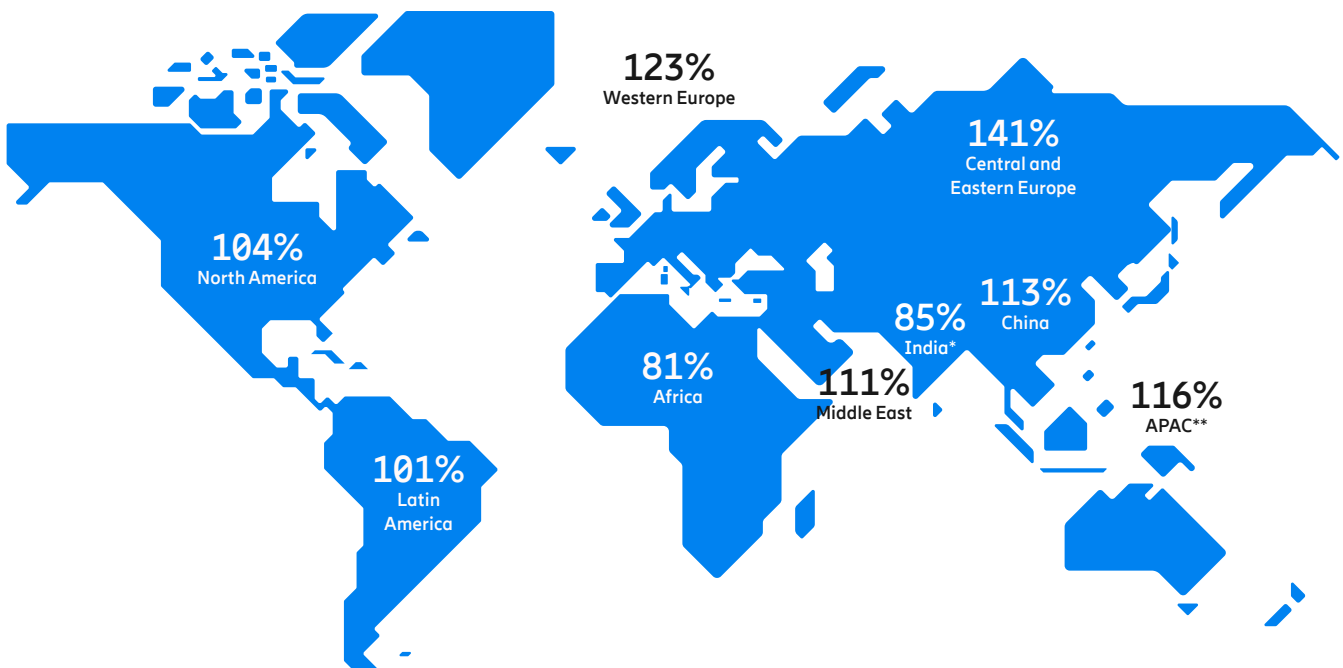 123%
Western Europe
141%
Central and
Eastern Europe
104%
North America
113%
China
85%
India*
81%
Africa
111%
Middle East
116%
APAC**
101%
Latin
America